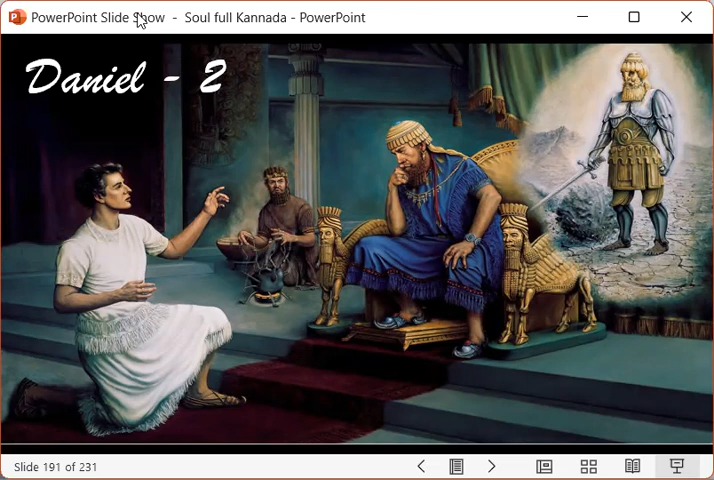 PowerPoint Slide Show - Soul full Kannada - PowerPoint
Daniel - 2
Slide 191 of 231